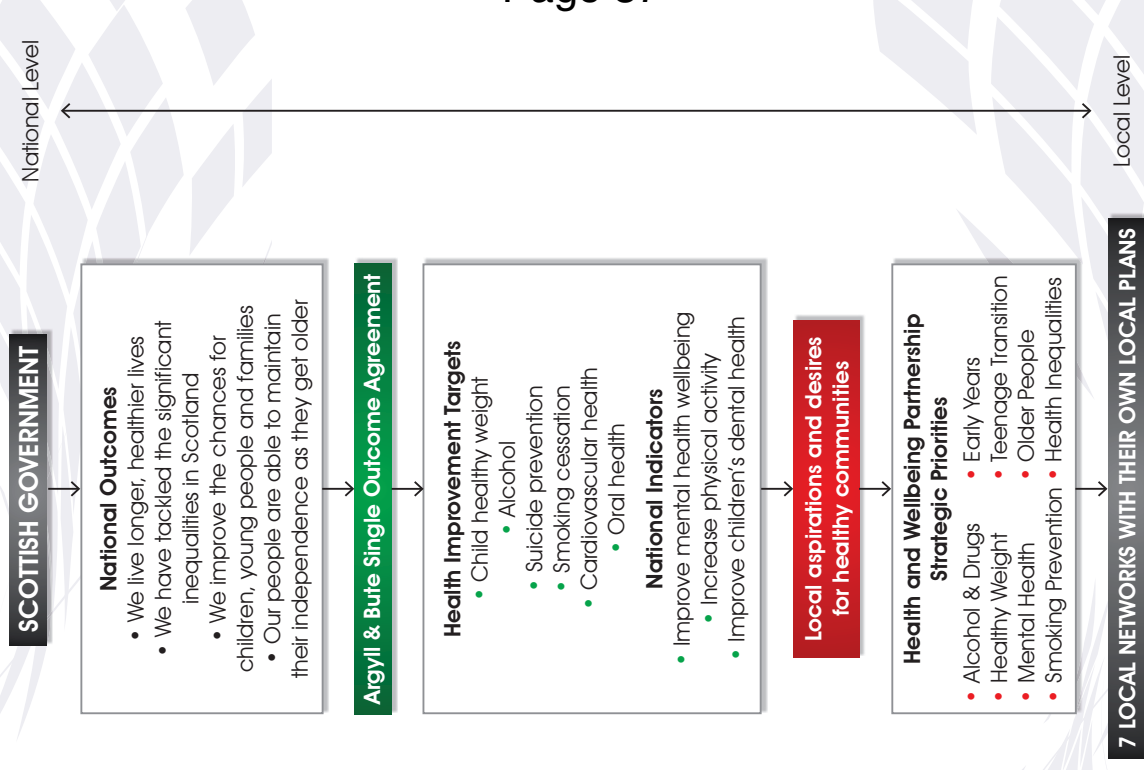 SCOTTISH GOVERNMENT
National Outcomes
• We live longer, healthier lives
• We have tackled the significant
inequalities in Scotland
• We improve the chances for
children, young people and families
• Our people are able to maintain
their independence as they get older
Argyll & Bute Single Outcome Agreement
Health Improvement Targets
• Child healthy weight
• Alcohol
• Suicide prevention
• Smoking cessation
• Cardiovascular health
• Oral health
National Indicators
• Improve mental health wellbeing
• Increase physical activity
• Improve children's dental health
Local aspirations and desires
for healthy communities
Health and Wellbeing Partnership
Strategic Priorities
• Alcohol & Drugs
• Healthy Weight
• Mental Health
• Smoking Prevention
• Early Years
• Teenage Transition
• Older People
• Health Inequalities
7 LOCAL NETWORKS WITH THEIR OWN LOCAL PLANS
National Level
Local Level